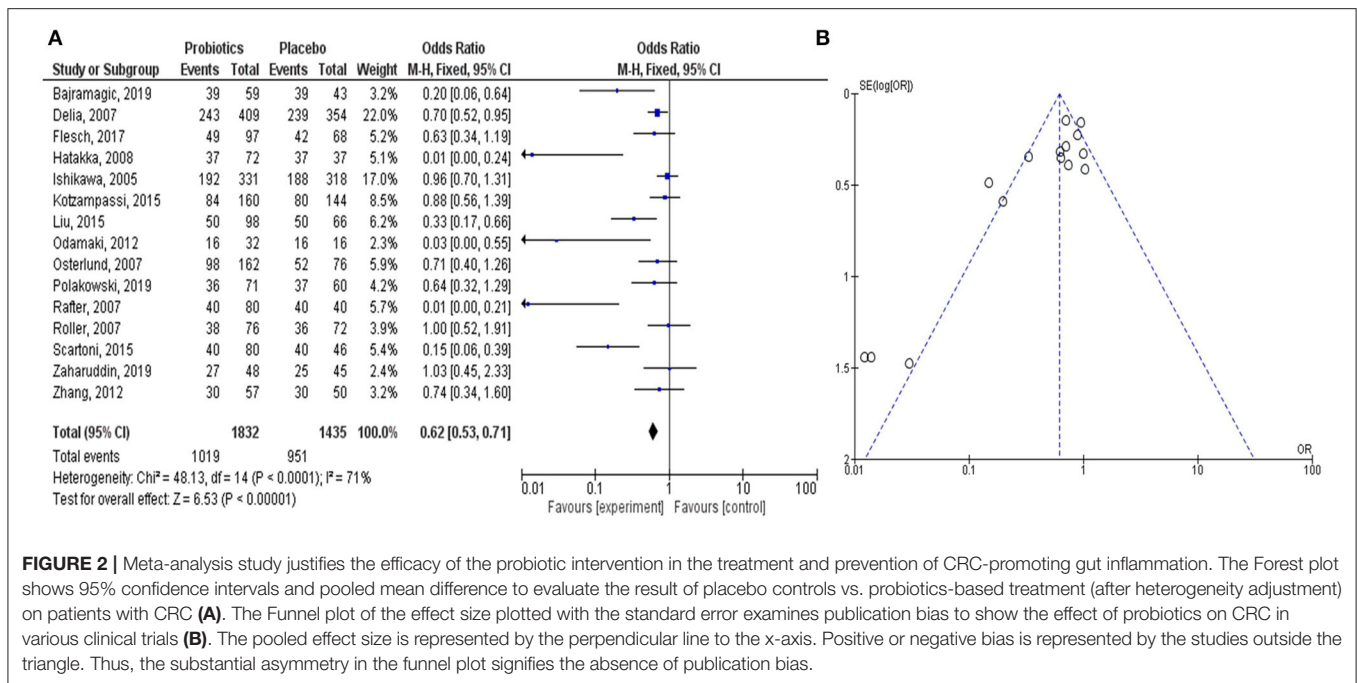 A
B
Probiotics Placebo Odds Ratio Odds Ratio
Study or Subgroup Events Total Events Total Weight M-H, Fixed, 95% CI M-H, Fixed, 95% CI
Bajramagic, 2019 39 59 39 43 3.2% 0.20 [0.06, 0.64]
Delia, 2007 243 409 239 354 22.0% 0.70 [0.52, 0.95]
Flesch, 2017 49 97 42 68 5.2% 0.63 [0.34, 1.19]
Hatakka, 2008 37 72 37 37 5.1% 0.01 [0.00, 0.24]
Ishikawa, 2005 192 331 188 318 17.0% 0.96 [0.70, 1.31]
Kotzampassi, 2015 84 160 80 144 8.5% 0.88 [0.56, 1.39]
Liu, 2015 50 98 50 66 6.2% 0.33 [0.17, 0.66]
Odamaki, 2012 16 32 16 16 2.3% 0.03 [0.00, 0.55]
Osterlund, 2007 98 162 52 76 5.9% 0.71 [0.40, 1.26]
Polakowski, 2019 36 71 37 60 4.2% 0.64 [0.32, 1.29]
Rafter, 2007 40 80 40 40 5.7% 0.01 [0.00, 0.21]
Roller, 2007 38 76 36 72 3.9% 1.00 [0.52, 1.91]
Scartoni, 2015 40 80 40 46 5.4% 0.15 [0.06, 0.39]
Zaharuddin, 2019 27 48 25 45 2.4% 1.03 [0.45, 2.33]
Zhang, 2012 30 57 30 50 3.2% 0.74 [0.34, 1.60]
Total (95% CI) 1832 1435 100.0% 0.62 [0.53, 0.71]
Total events 1019 951
Heterogeneity: Chi² = 48.13, df = 14 (P < 0.0001); I² = 71%
Test for overall effect: Z = 6.53 (P < 0.00001)
0.01 0.1 1 10 100
Favours [experiment] Favours [control]
SE(log[OR])
0
0.5
1
1.5
2
OR
0.01 0.1 1 10 100
FIGURE 2 | Meta-analysis study justifies the efficacy of the probiotic intervention in the treatment and prevention of CRC-promoting gut inflammation. The Forest plot
shows 95% confidence intervals and pooled mean difference to evaluate the result of placebo controls vs. probiotics-based treatment (after heterogeneity adjustment)
on patients with CRC (A). The Funnel plot of the effect size plotted with the standard error examines publication bias to show the effect of probiotics on CRC in
various clinical trials (B). The pooled effect size is represented by the perpendicular line to the x-axis. Positive or negative bias is represented by the studies outside the
triangle. Thus, the substantial asymmetry in the funnel plot signifies the absence of publication bias.